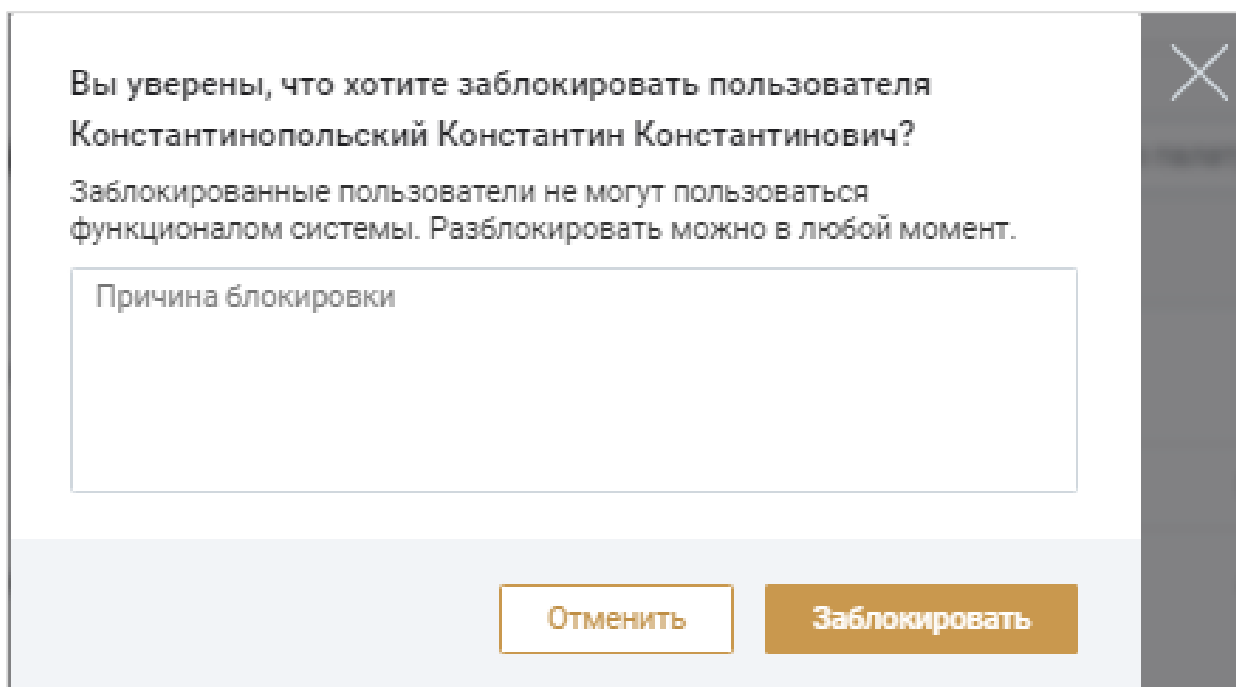 Вы уверены, что хотите заблокировать пользователя
Константинопольский Константин Константинович?
Заблокированные пользователи не могут пользоваться
функционалом системы. Разблокировать можно в любой момент.
Причина блокировки
Отменить
Заблокировать